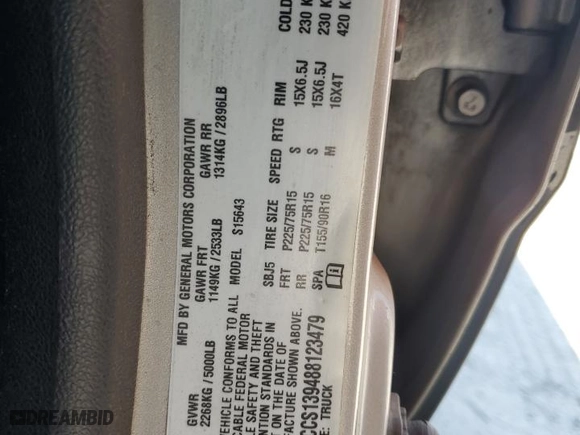 MFD BY GENERAL MOTORS CORPORATION
GVWR GAWR FRT GAWR RR
2268KG/5000LB 1149KG/2533LB 1314KG/2896LB
VEHICLE CONFORMS TO ALL MODEL S15643
FEDERAL MOTOR
SAFETY AND THEFT
STANDARDS IN
ON THE DATE OF
SHOWN ABOVE.
CCS139488123479
TRUCK
SBJ5 TIRE SIZE SPEED RTG RIM COLD
FRT P225/75R15 S 15X6.5J 230 K
RR P225/75R15 S 15X6.5J 230 K
SPA T155/90R16 M 16X4T 420 K
DREAMBID